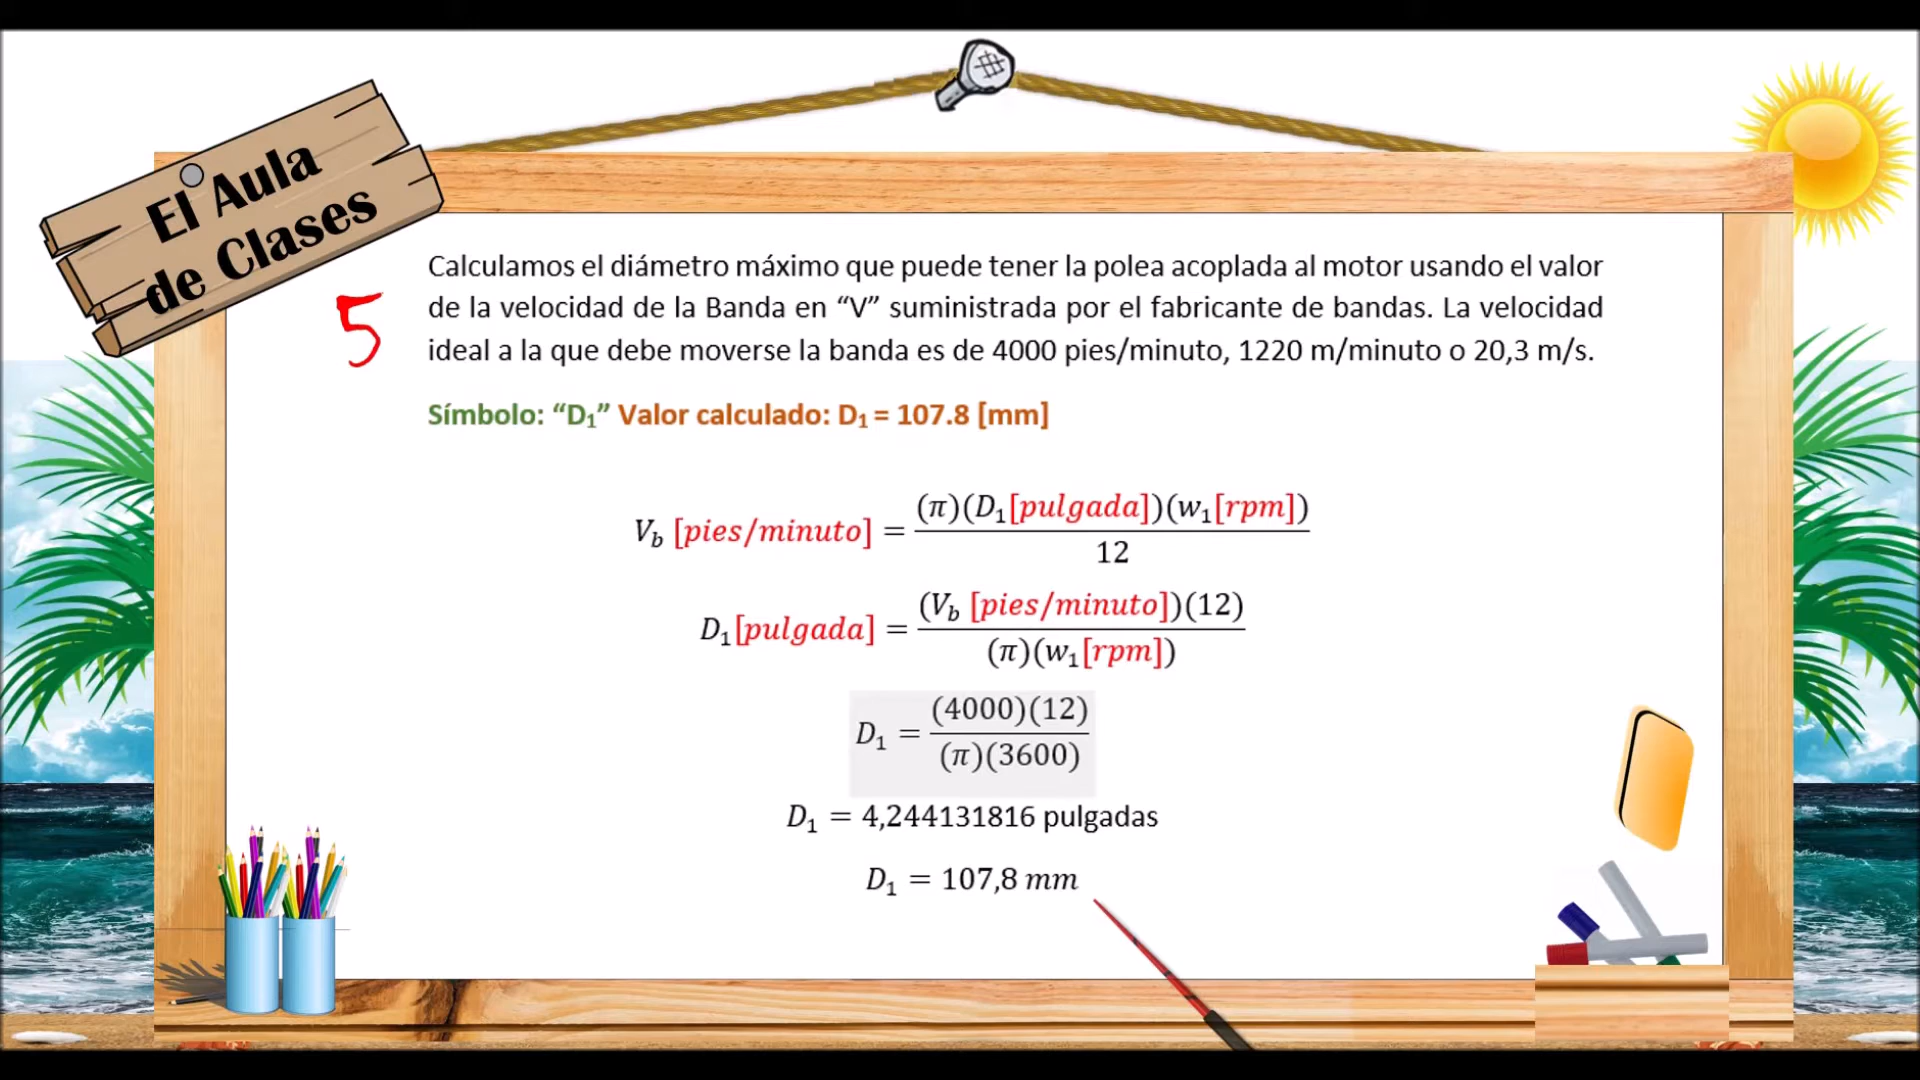 El Aula
de Clases
5
Calculamos el diámetro máximo que puede tener la polea acoplada al motor usando el valor
de la velocidad de la Banda en “V” suministrada por el fabricante de bandas. La velocidad
ideal a la que debe moverse la banda es de 4000 pies/minuto, 1220 m/minuto o 20,3 m/s.
Símbolo: “D₁” Valor calculado: D₁ = 107.8 [mm]
V_b [pies/minuto] = (π)(D₁[pulgada])(w₁[rpm]) / 12
D₁[pulgada] = (V_b [pies/minuto])(12) / (π)(w₁[rpm])
D₁ = (4000)(12) / (π)(3600)
D₁ = 4,244131816 pulgadas
D₁ = 107,8 mm